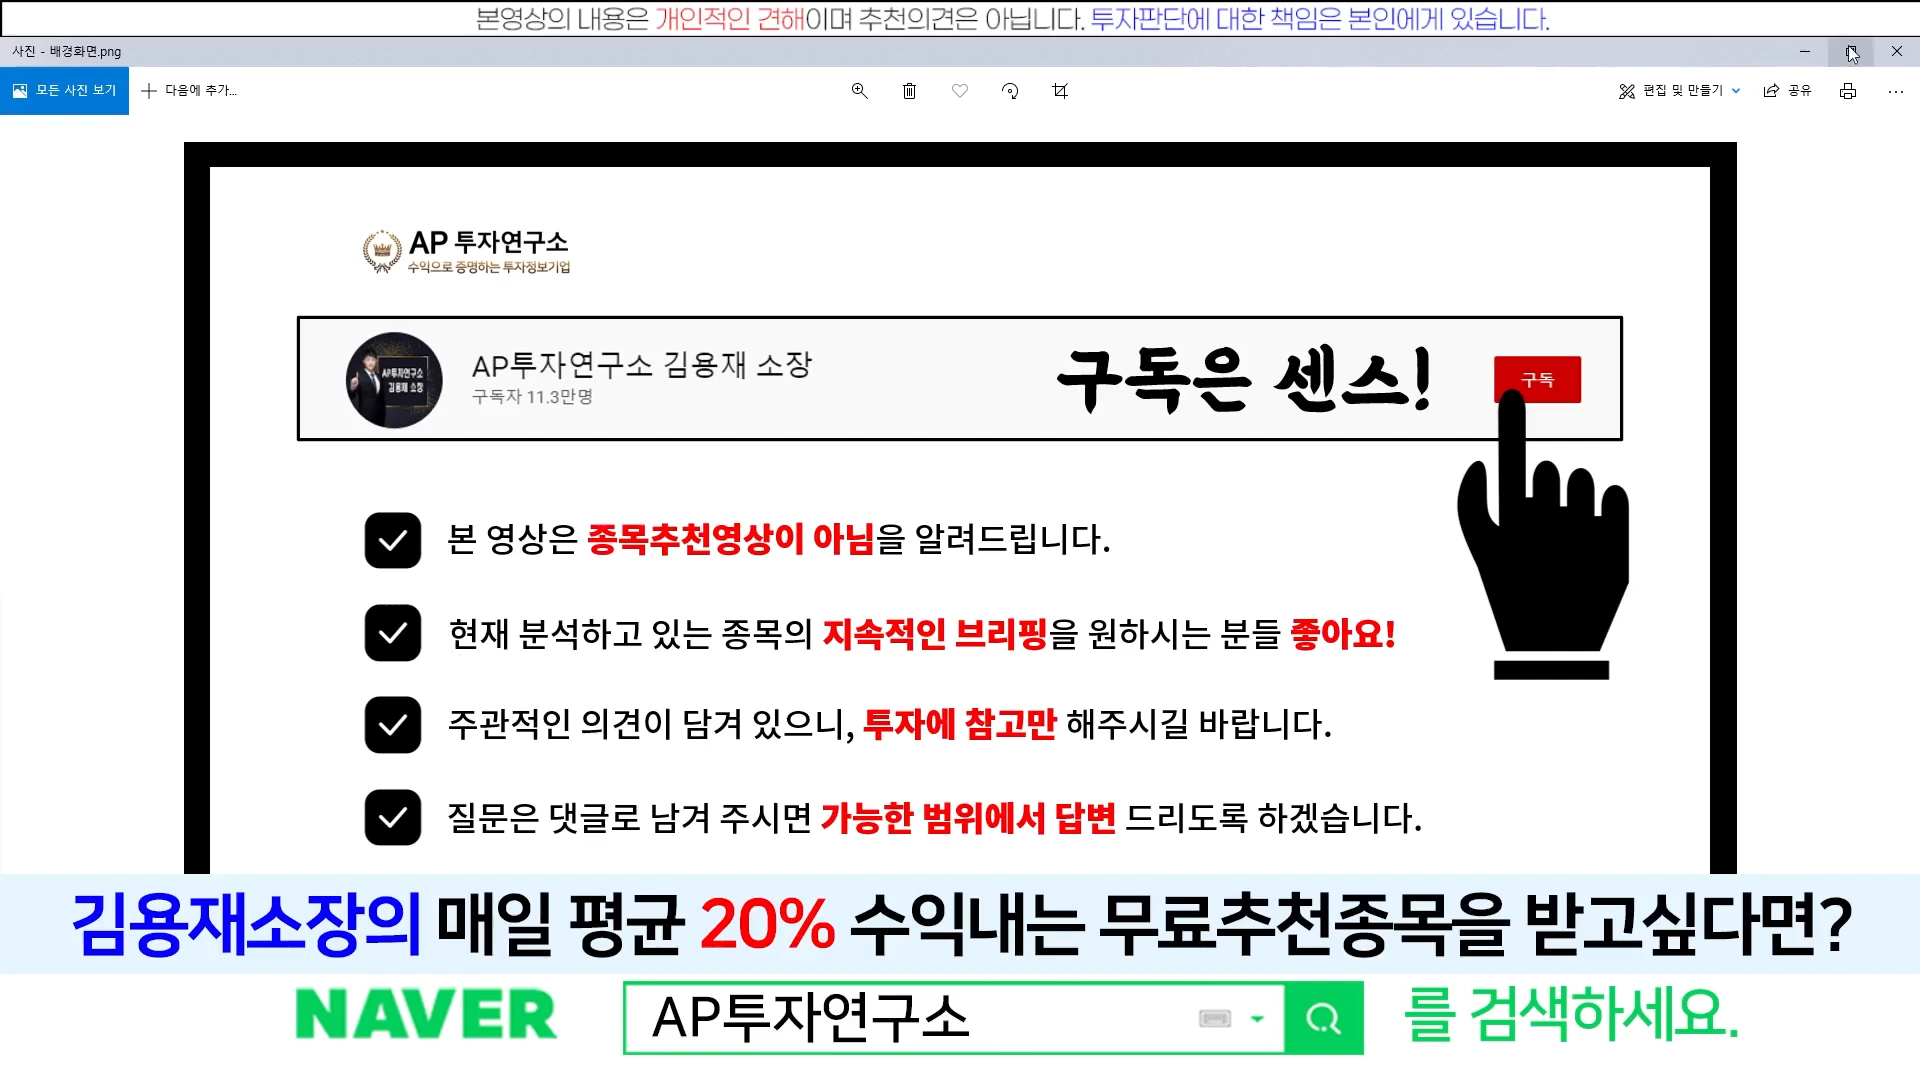 본영상의 내용은 개인적인 견해이며 추천의견은 아닙니다. 투자판단에 대한 책임은 본인에게 있습니다.
사진 - 배경화면.png
모든 사진 보기
다음에 추가...
편집 및 만들기
공유
AP 투자연구소
수익으로 증명하는 투자정보기업
AP투자연구소
김용재 소장
AP투자연구소 김용재 소장
구독자 11.3만명
구독은 센스!
구독
본 영상은 종목추천영상이 아님을 알려드립니다.
현재 분석하고 있는 종목의 지속적인 브리핑을 원하시는 분들 좋아요!
주관적인 의견이 담겨 있으니, 투자에 참고만 해주시길 바랍니다.
질문은 댓글로 남겨 주시면 가능한 범위에서 답변 드리도록 하겠습니다.
김용재소장의 매일 평균 20% 수익내는 무료추천종목을 받고싶다면?
NAVER AP투자연구소 를 검색하세요.